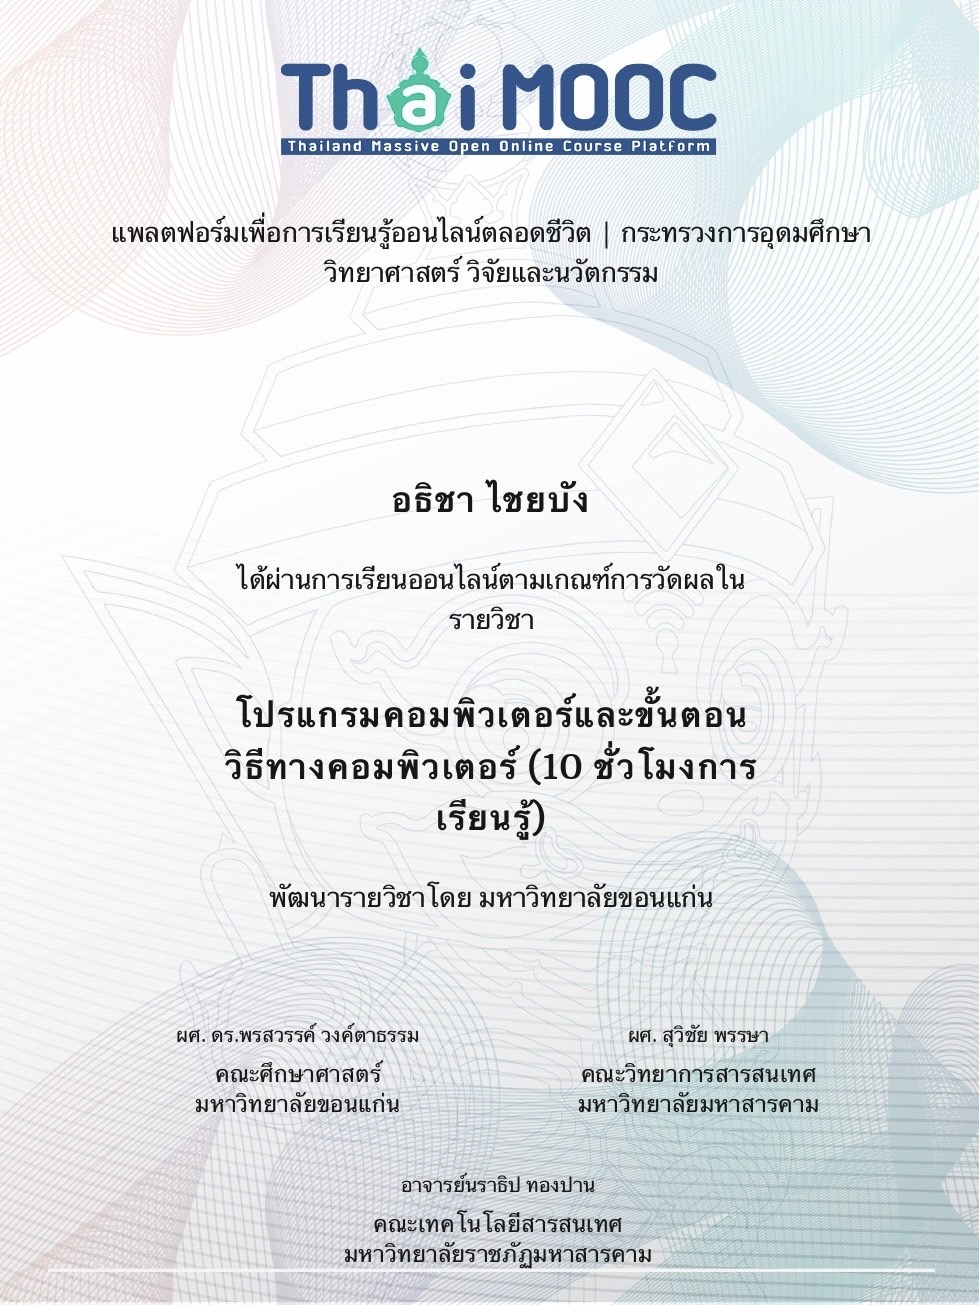 Thai MOOC
Thailand Massive Open Online Course Platform
แพลตฟอร์มเพื่อการเรียนรู้ออนไลน์ตลอดชีวิต | กระทรวงการอุดมศึกษา
วิทยาศาสตร์ วิจัยและนวัตกรรม
อธิชา ไชยบัง
ได้ผ่านการเรียนออนไลน์ตามเกณฑ์การวัดผลใน
รายวิชา
โปรแกรมคอมพิวเตอร์และขั้นตอน
วิธีทางคอมพิวเตอร์ (10 ชั่วโมงการ
เรียนรู้)
พัฒนารายวิชาโดย มหาวิทยาลัยขอนแก่น
ผศ. ดร.พรสวรรค์ วงค์ตาธรรม
คณะศึกษาศาสตร์
มหาวิทยาลัยขอนแก่น
ผศ. สุวิชัย พรรษา
คณะวิทยาการสารสนเทศ
มหาวิทยาลัยมหาสารคาม
อาจารย์นราธิป ทองปาน
คณะเทคโนโลยีสารสนเทศ
มหาวิทยาลัยราชภัฏมหาสารคาม